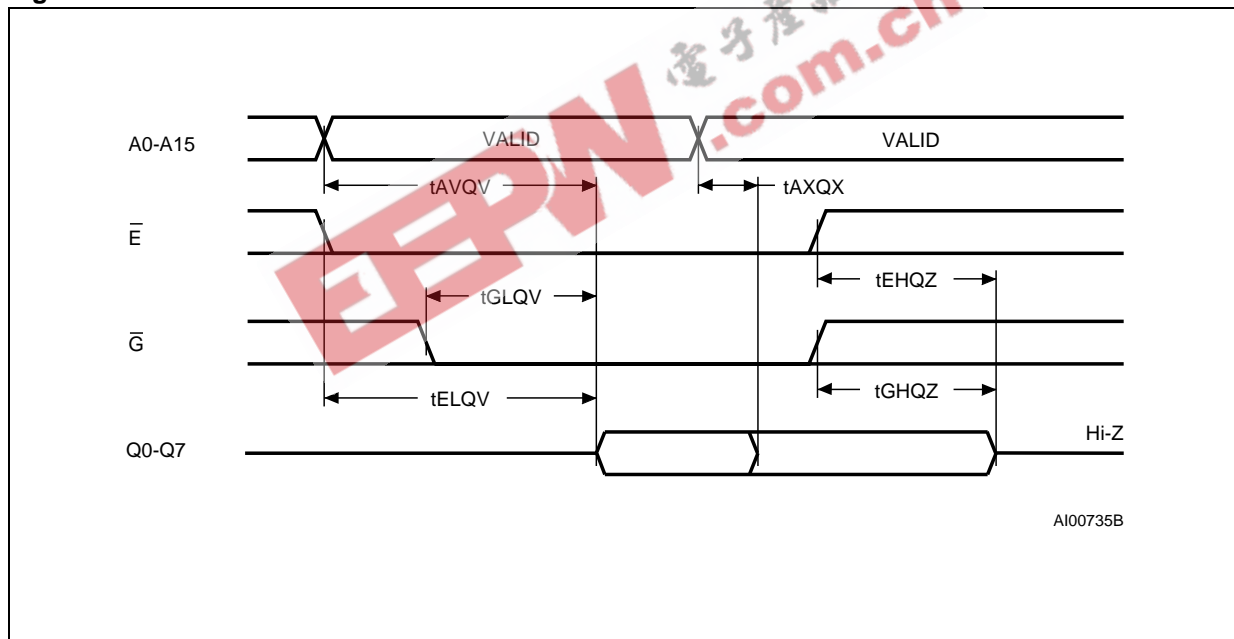 A0-A15
VALID
VALID
tAVQV
tAXQX
E
tEHQZ
tGLQV
G
tGHQZ
tELQV
Q0-Q7
Hi-Z
AI00735B
EEPW
.com.cn